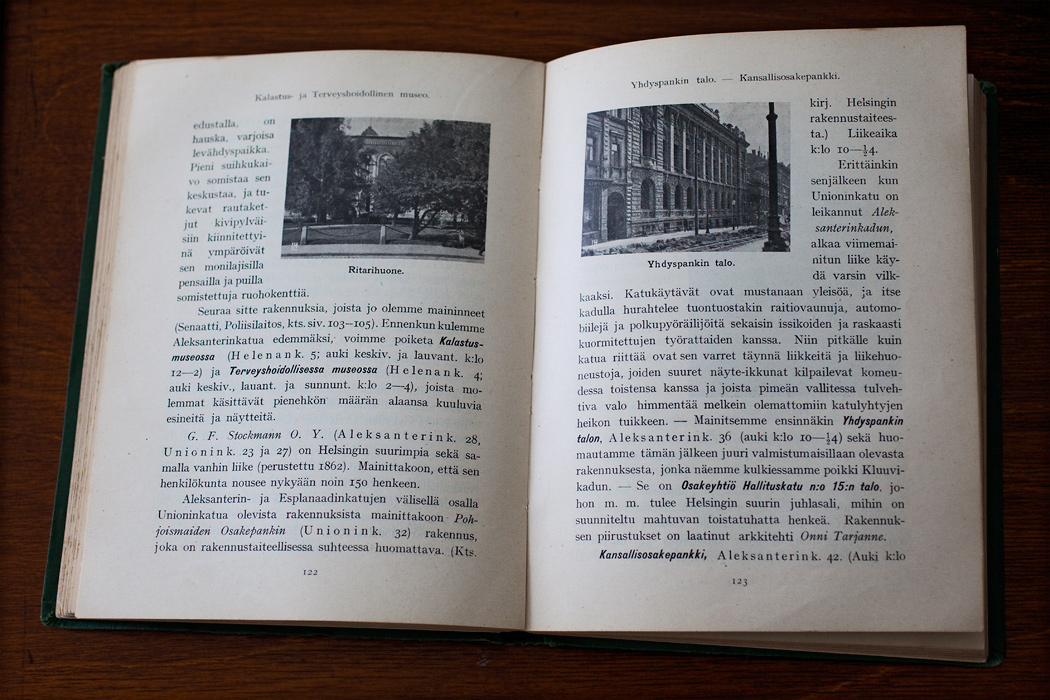 Kalastus- ja Terveyshoidollinen museo.
edustalla, on
hauska, varjoisa
levähdyspaikka.
Pieni suihkukai-
vo somistaa sen
keskustaa, ja tu-
kevat rautaket-
jut kivipylväi-
siin kiinnitettyi-
nä ympäröivät
sen monilajisilla
pensailla ja puilla
somistettuja ruohokenttiä.
Ritarihuone.
Seuraa sitte rakennuksia, joista jo olemme maininneet
(Senaatti, Poliisilaitos, kts. siv. 103—105). Ennenkun kulemme
Aleksanterinkatua edemmäksi, voimme poiketa Kalastus-
museossa (Helenank. 5; auki keskiv. ja lauvant. k:lo
12—2) ja Terveyshoidollisessa museossa (Helenank. 4;
auki keskiv., lauant. ja sunnunt. k:lo 2—4), joista mo-
lemmat käsittävät pienehkön määrän alaansa kuuluvia
esineitä ja näytteitä.
G. F. Stockmann O. Y. (Aleksanterink. 28,
Unionink. 23 ja 27) on Helsingin suurimpia sekä sa-
malla vanhin liike (perustettu 1862). Mainittakoon, että sen
henkilökunta nousee nykyään noin 150 henkeen.
Aleksanterin- ja Esplanaadinkatujen välisellä osalla
Unioninkatua olevista rakennuksista mainittakoon Poh-
joismaiden Osakepankin (Unionink. 32) rakennus,
joka on rakennustaiteellisessa suhteessa huomattava. (Kts.
122
Yhdyspankin talo. — Kansallisosakepankki.
Yhdyspankin talo.
kirj. Helsingin
rakennustaitees-
ta.) Liikeaika
k:lo 10—¼4.
Erittäinkin
senjälkeen kun
Unioninkatu on
leikannut Alek-
santerinkadun,
alkaa viimemai-
nitun liike käy-
dä varsin vilk-
kaaksi. Katukäytävät ovat mustanaan yleisöä, ja itse
kadulla hurahtelee tuontuostakin raitiovaunuja, automo-
biilejä ja polkupyöräilijöitä sekaisin issikoiden ja raskaasti
kuormitettujen työrattaiden kanssa. Niin pitkälle kuin
katua riittää ovat sen varret täynnä liikkeitä ja liikehuo-
neustoja, joiden suuret näyte-ikkunat kilpailevat komeu-
dessa toistensa kanssa ja joista pimeän vallitessa tulveh-
tiva valo himmentää melkein olemattomiin katulyhtyjen
heikon tuikkeen. — Mainitsemme ensinnäkin Yhdyspankin
talon, Aleksanterink. 36 (auki k:lo 10—¼4) sekä huo-
mautamme tämän jälkeen juuri valmistumaisillaan olevasta
rakennuksesta, jonka näemme kulkiessamme poikki Kluuvi-
kadun. — Se on Osakeyhtiö Hallituskatu n:o 15:n talo, jo-
hon m. m. tulee Helsingin suurin juhlasali, mihin on
suunniteltu mahtuvan toistatuhatta henkeä. Rakennuk-
sen piirustukset on laatinut arkkitehti Onni Tarjanne.
Kansallisosakepankki, Aleksanterink. 42. (Auki k:lo
123